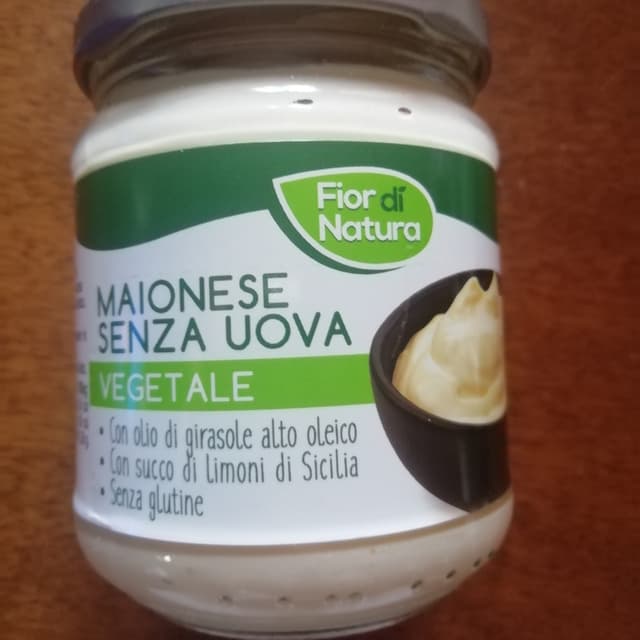 Fior di
Natura
MAIONESE
SENZA UOVA
VEGETALE
• Con olio di girasole alto oleico
• Con succo di limoni di Sicilia
• Senza glutine